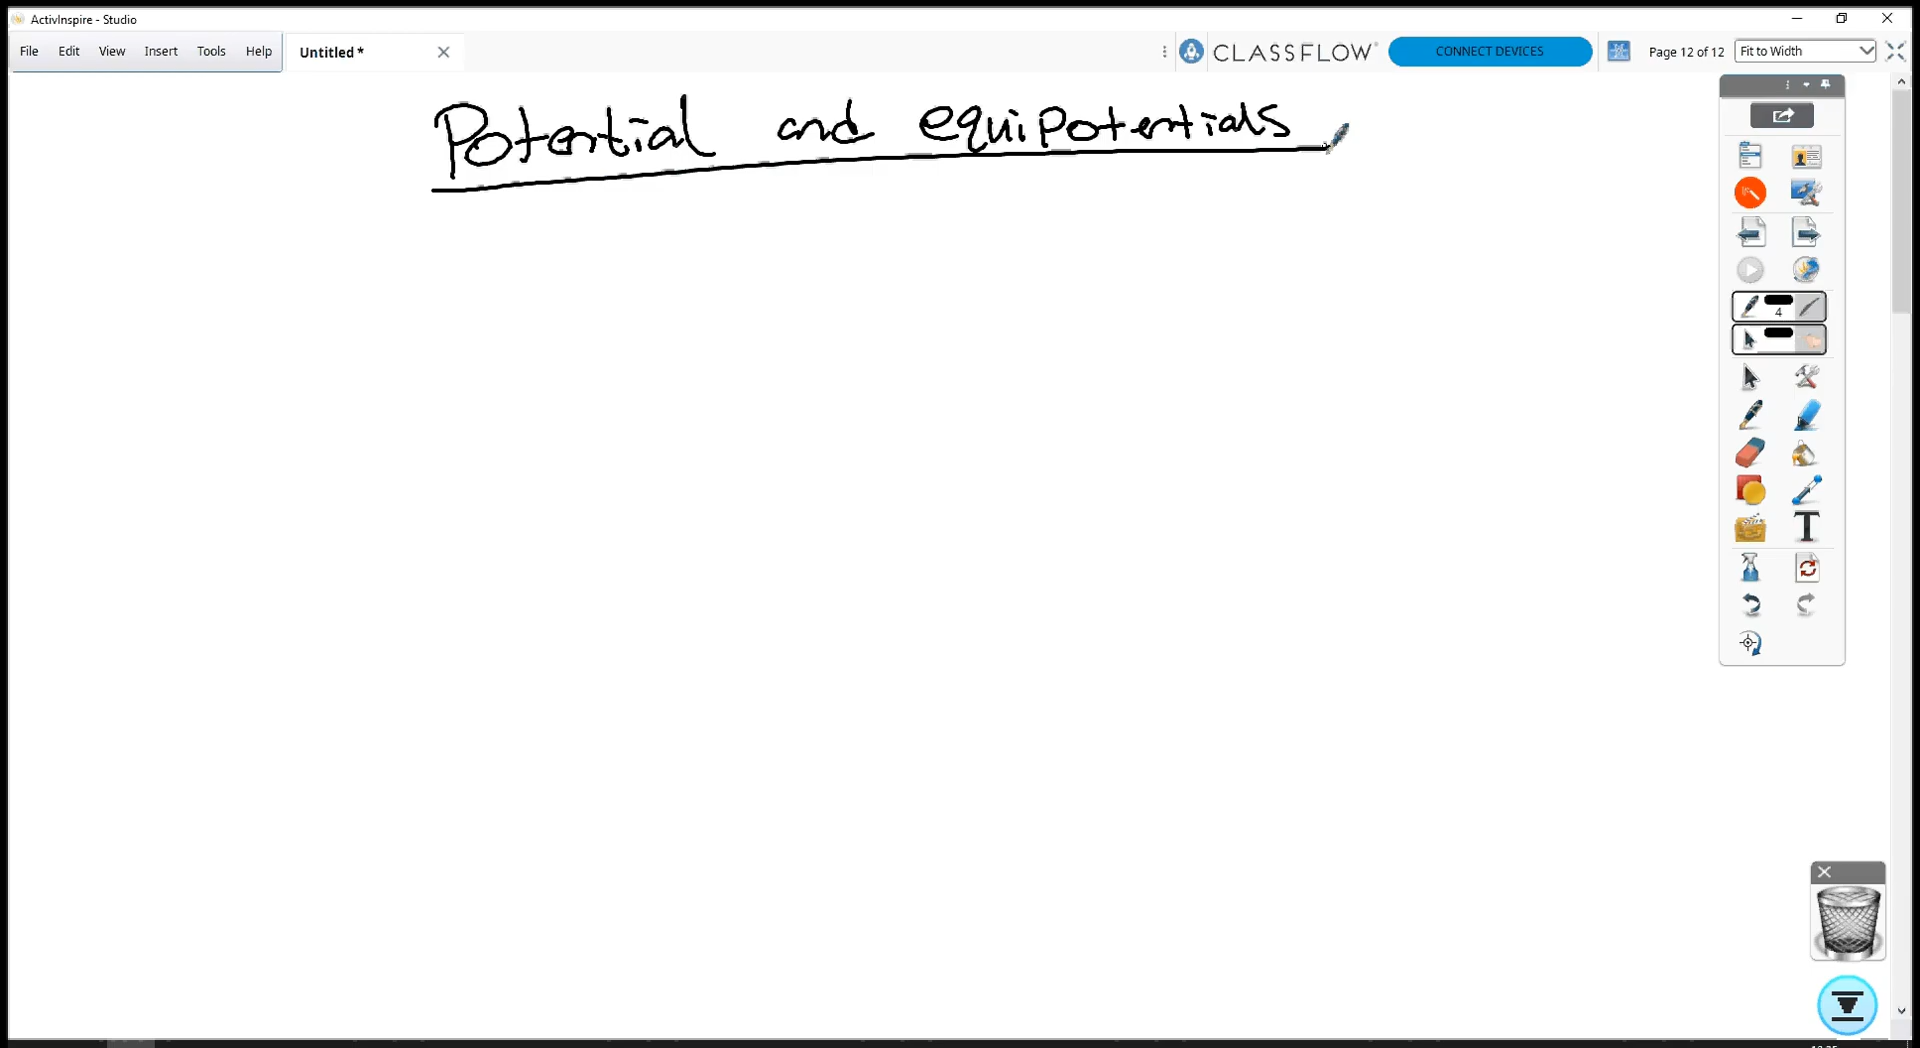 ActivInspire - Studio
File Edit View Insert Tools Help Untitled * CLASSFLOW® CONNECT DEVICES Page 12 of 12 Fit to Width
Potential and equipotentials
4